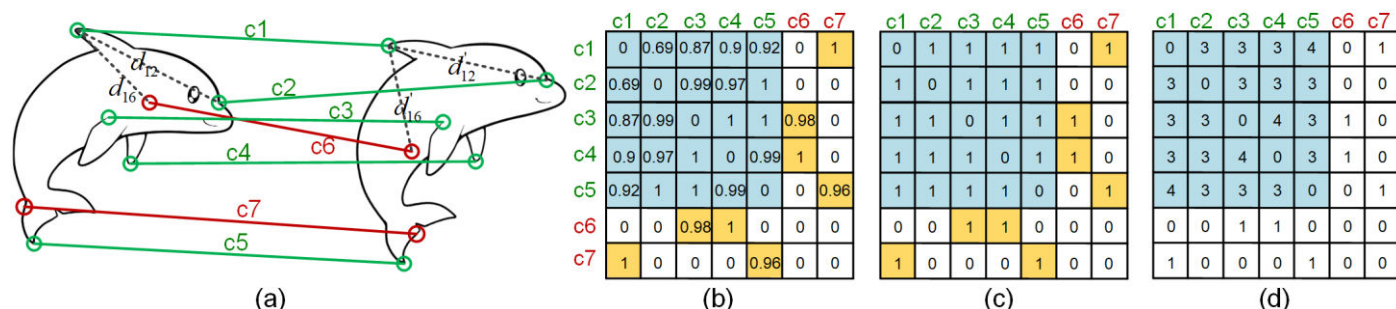 c1
d12
d'12
d16
d'16
c2
c3
c6
c4
c7
c5
(a)
c1 c2 c3 c4 c5 c6 c7
c1 0 0.69 0.87 0.9 0.92 0 1
c2 0.69 0 0.99 0.97 1 0 0
c3 0.87 0.99 0 1 1 0.98 0
c4 0.9 0.97 1 0 0.99 1 0
c5 0.92 1 1 0.99 0 0 0.96
c6 0 0 0.98 1 0 0 0
c7 1 0 0 0 0.96 0 0
(b)
c1 c2 c3 c4 c5 c6 c7
0 1 1 1 1 0 1
1 0 1 1 1 0 0
1 1 0 1 1 1 0
1 1 1 0 1 1 0
1 1 1 1 0 0 1
0 0 1 1 0 0 0
1 0 0 0 1 0 0
(c)
c1 c2 c3 c4 c5 c6 c7
0 3 3 3 4 0 1
3 0 3 3 3 0 0
3 3 0 4 3 1 0
3 3 4 0 3 1 0
4 3 3 3 0 0 1
0 0 1 1 0 0 0
1 0 0 0 1 0 0
(d)